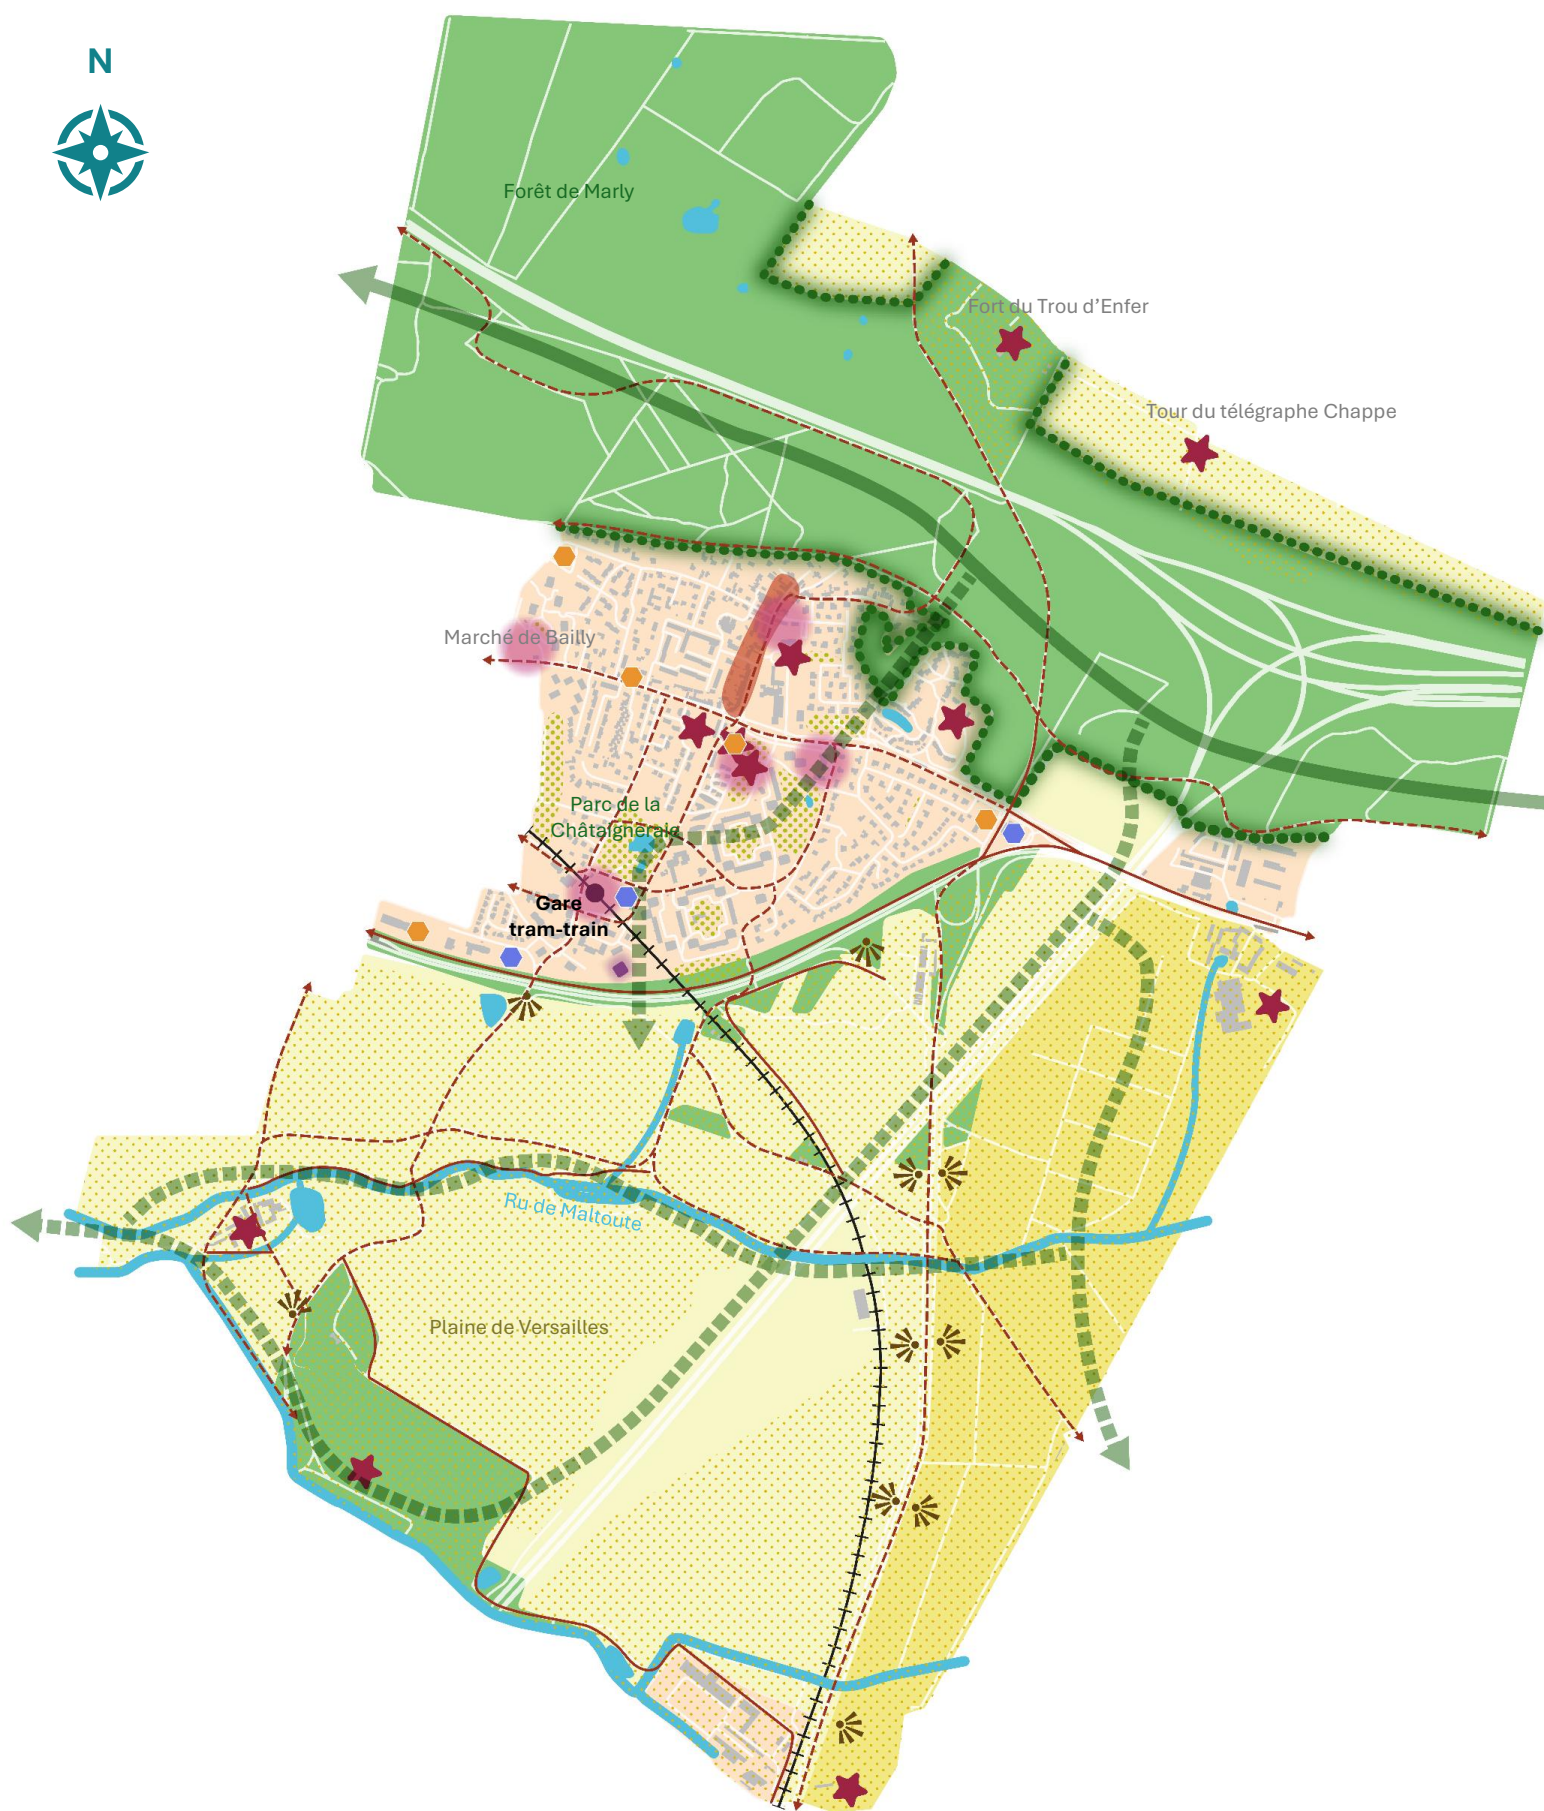 N
Forêt de Marly
Fort du Trou d’Enfer
Tour du télégraphe Chappe
Marché de Bailly
Parc de la
Châtaigneraie
Gare
tram-train
Ru de Maltoute
Plaine de Versailles